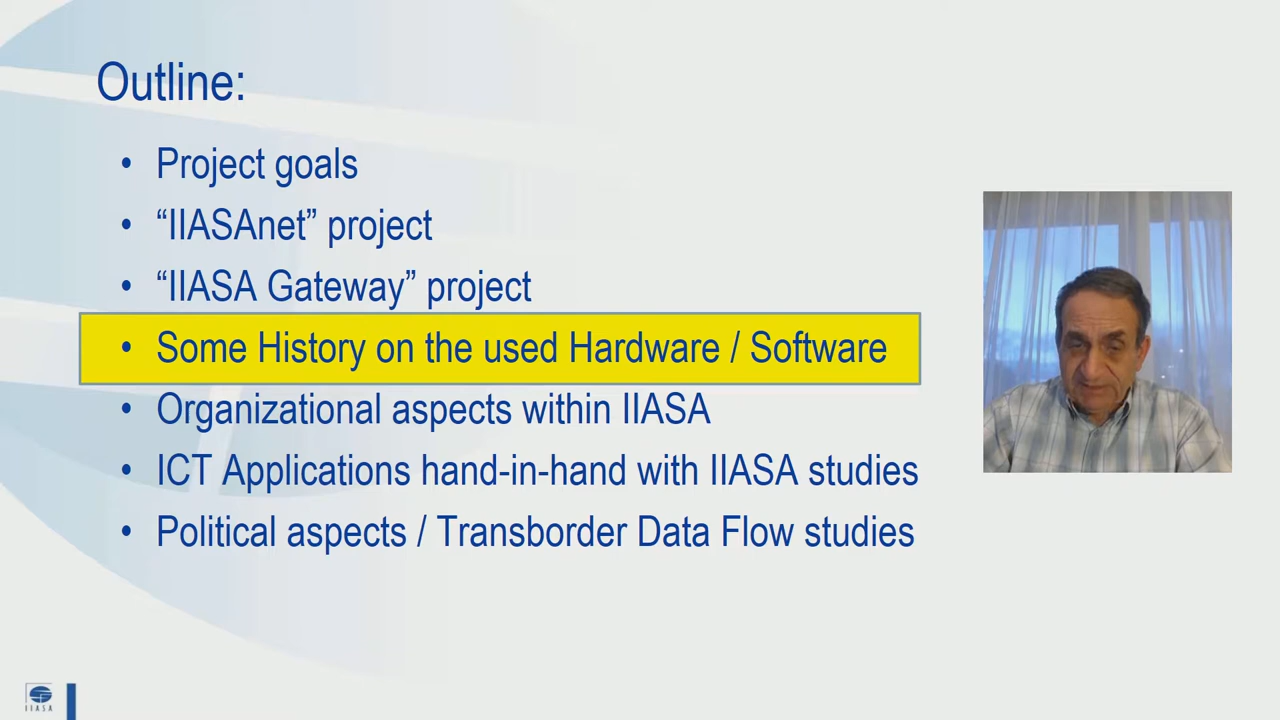 Outline:
• Project goals
• “IIASAnet” project
• “IIASA Gateway” project
• Some History on the used Hardware / Software
• Organizational aspects within IIASA
• ICT Applications hand-in-hand with IIASA studies
• Political aspects / Transborder Data Flow studies
IIASA